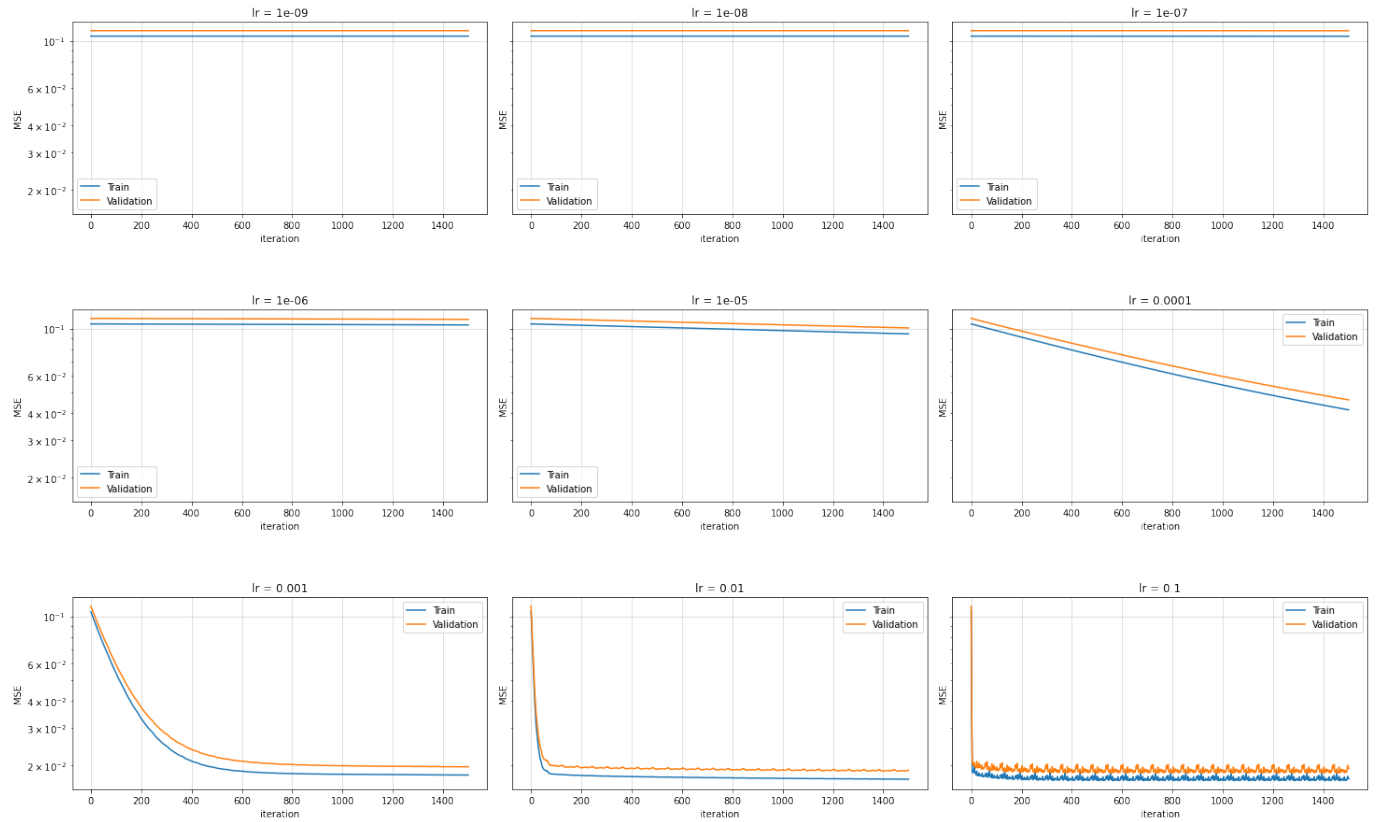 lr = 1e-09
lr = 1e-08
lr = 1e-07
10⁻¹
6 × 10⁻²
4 × 10⁻²
3 × 10⁻²
2 × 10⁻²
MSE
MSE
MSE
Train
Validation
Train
Validation
Train
Validation
0 200 400 600 800 1000 1200 1400
0 200 400 600 800 1000 1200 1400
0 200 400 600 800 1000 1200 1400
iteration
iteration
iteration
lr = 1e-06
lr = 1e-05
lr = 0.0001
10⁻¹
6 × 10⁻²
4 × 10⁻²
3 × 10⁻²
2 × 10⁻²
MSE
MSE
MSE
Train
Validation
Train
Validation
Train
Validation
0 200 400 600 800 1000 1200 1400
0 200 400 600 800 1000 1200 1400
0 200 400 600 800 1000 1200 1400
iteration
iteration
iteration
lr = 0.001
lr = 0.01
lr = 0.1
10⁻¹
6 × 10⁻²
4 × 10⁻²
3 × 10⁻²
2 × 10⁻²
MSE
MSE
MSE
Train
Validation
Train
Validation
Train
Validation
0 200 400 600 800 1000 1200 1400
0 200 400 600 800 1000 1200 1400
0 200 400 600 800 1000 1200 1400
iteration
iteration
iteration